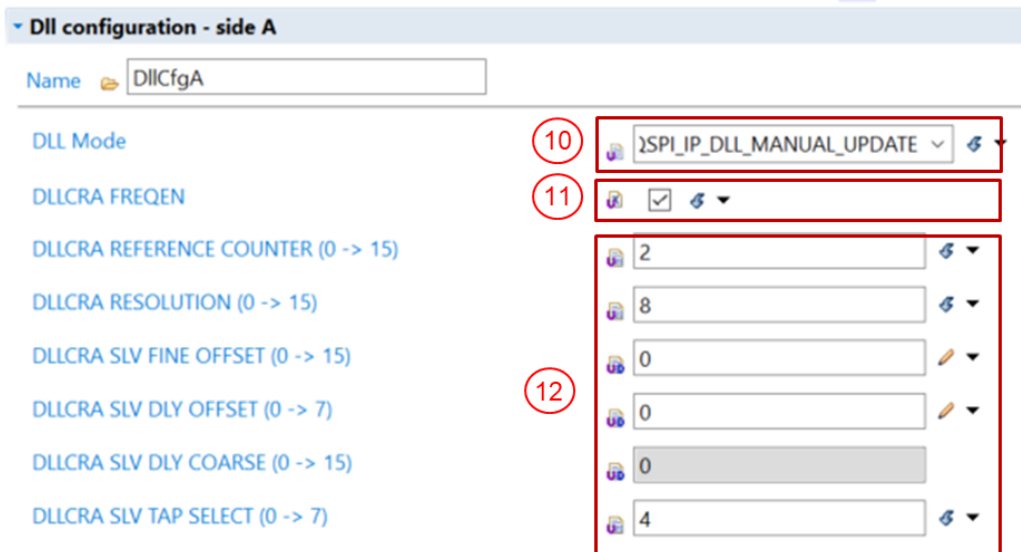 Dll configuration - side A
Name DllCfgA
DLL Mode 10 QSPI_IP_DLL_MANUAL_UPDATE
DLLCRA FREQEN 11
DLLCRA REFERENCE COUNTER (0 -> 15) 2
DLLCRA RESOLUTION (0 -> 15) 8
DLLCRA SLV FINE OFFSET (0 -> 15) 0
12
DLLCRA SLV DLY OFFSET (0 -> 7) 0
DLLCRA SLV DLY COARSE (0 -> 15) 0
DLLCRA SLV TAP SELECT (0 -> 7) 4